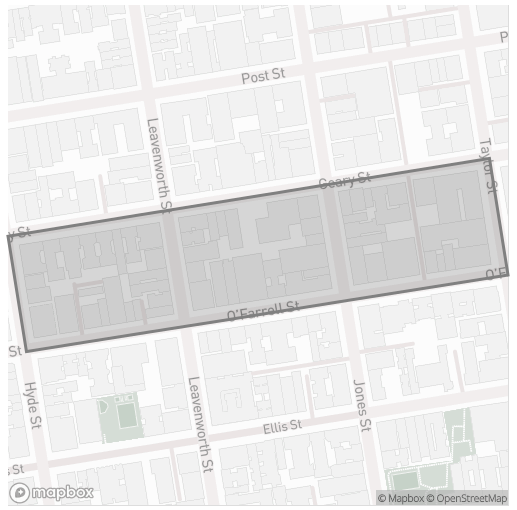 Post St
P
Leavenworth St
Taylor St
Geary St
y St
O'F
O'Farrell St
St
Hyde St
Leavenworth St
Jones St
Ellis St
s St
mapbox
© Mapbox © OpenStreetMap